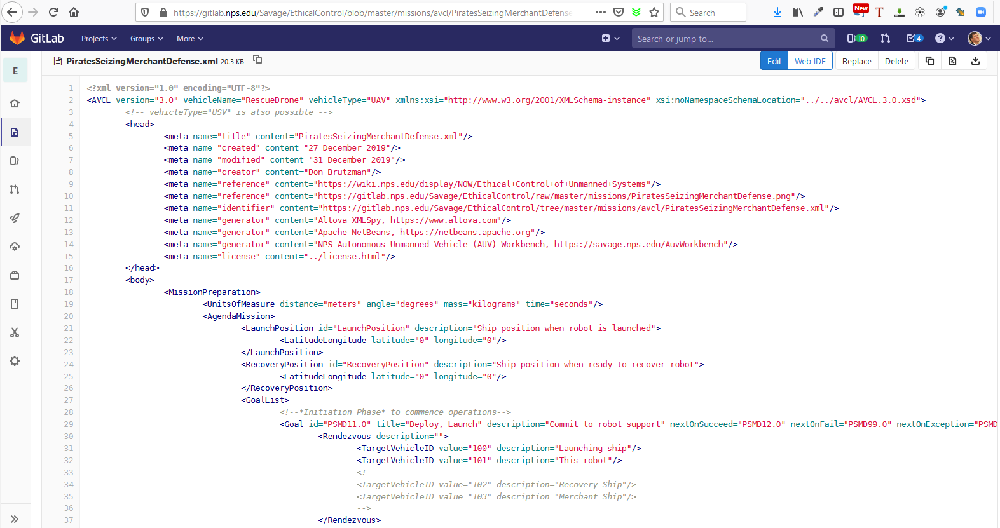 https://gitlab.nps.edu/Savage/EthicalControl/blob/master/missions/avcl/PiratesSeizingMerchantDefense
Search
New
GitLab
Projects
Groups
More
Search or jump to...
10
4
E
PiratesSeizingMerchantDefense.xml 20.3 KB
Edit
Web IDE
Replace
Delete
1 <?xml version="1.0" encoding="UTF-8"?>
2 <AVCL version="3.0" vehicleName="RescueDrone" vehicleType="UAV" xmlns:xsi="http://www.w3.org/2001/XMLSchema-instance" xsi:noNamespaceSchemaLocation="../../avcl/AVCL.3.0.xsd">
3 <!-- vehicleType="USV" is also possible -->
4 <head>
5 <meta name="title" content="PiratesSeizingMerchantDefense.xml"/>
6 <meta name="created" content="27 December 2019"/>
7 <meta name="modified" content="31 December 2019"/>
8 <meta name="creator" content="Don Brutzman"/>
9 <meta name="reference" content="https://wiki.nps.edu/display/NOW/Ethical+Control+of+Unmanned+Systems"/>
10 <meta name="reference" content="https://gitlab.nps.edu/Savage/EthicalControl/raw/master/missions/PiratesSeizingMerchantDefense.png"/>
11 <meta name="identifier" content="https://gitlab.nps.edu/Savage/EthicalControl/tree/master/missions/avcl/PiratesSeizingMerchantDefense.xml"/>
12 <meta name="generator" content="Altova XMLSpy, https://www.altova.com"/>
13 <meta name="generator" content="Apache NetBeans, https://netbeans.apache.org"/>
14 <meta name="generator" content="NPS Autonomous Unmanned Vehicle (AUV) Workbench, https://savage.nps.edu/AuvWorkbench"/>
15 <meta name="license" content="../license.html"/>
16 </head>
17 <body>
18 <MissionPreparation>
19 <UnitsOfMeasure distance="meters" angle="degrees" mass="kilograms" time="seconds"/>
20 <AgendaMission>
21 <LaunchPosition id="LaunchPosition" description="Ship position when robot is launched">
22 <LatitudeLongitude latitude="0" longitude="0"/>
23 </LaunchPosition>
24 <RecoveryPosition id="RecoveryPosition" description="Ship position when ready to recover robot">
25 <LatitudeLongitude latitude="0" longitude="0"/>
26 </RecoveryPosition>
27 <GoalList>
28 <!--*Initiation Phase* to commence operations-->
29 <Goal id="PSMD11.0" title="Deploy, Launch" description="Commit to robot support" nextOnSucceed="PSMD12.0" nextOnFail="PSMD99.0" nextOnException="PSMD
30 <Rendezvous description="">
31 <TargetVehicleID value="100" description="Launching ship"/>
32 <TargetVehicleID value="101" description="This robot"/>
33 <!--
34 <TargetVehicleID value="102" description="Recovery Ship"/>
35 <TargetVehicleID value="103" description="Merchant Ship"/>
36 -->
37 </Rendezvous>